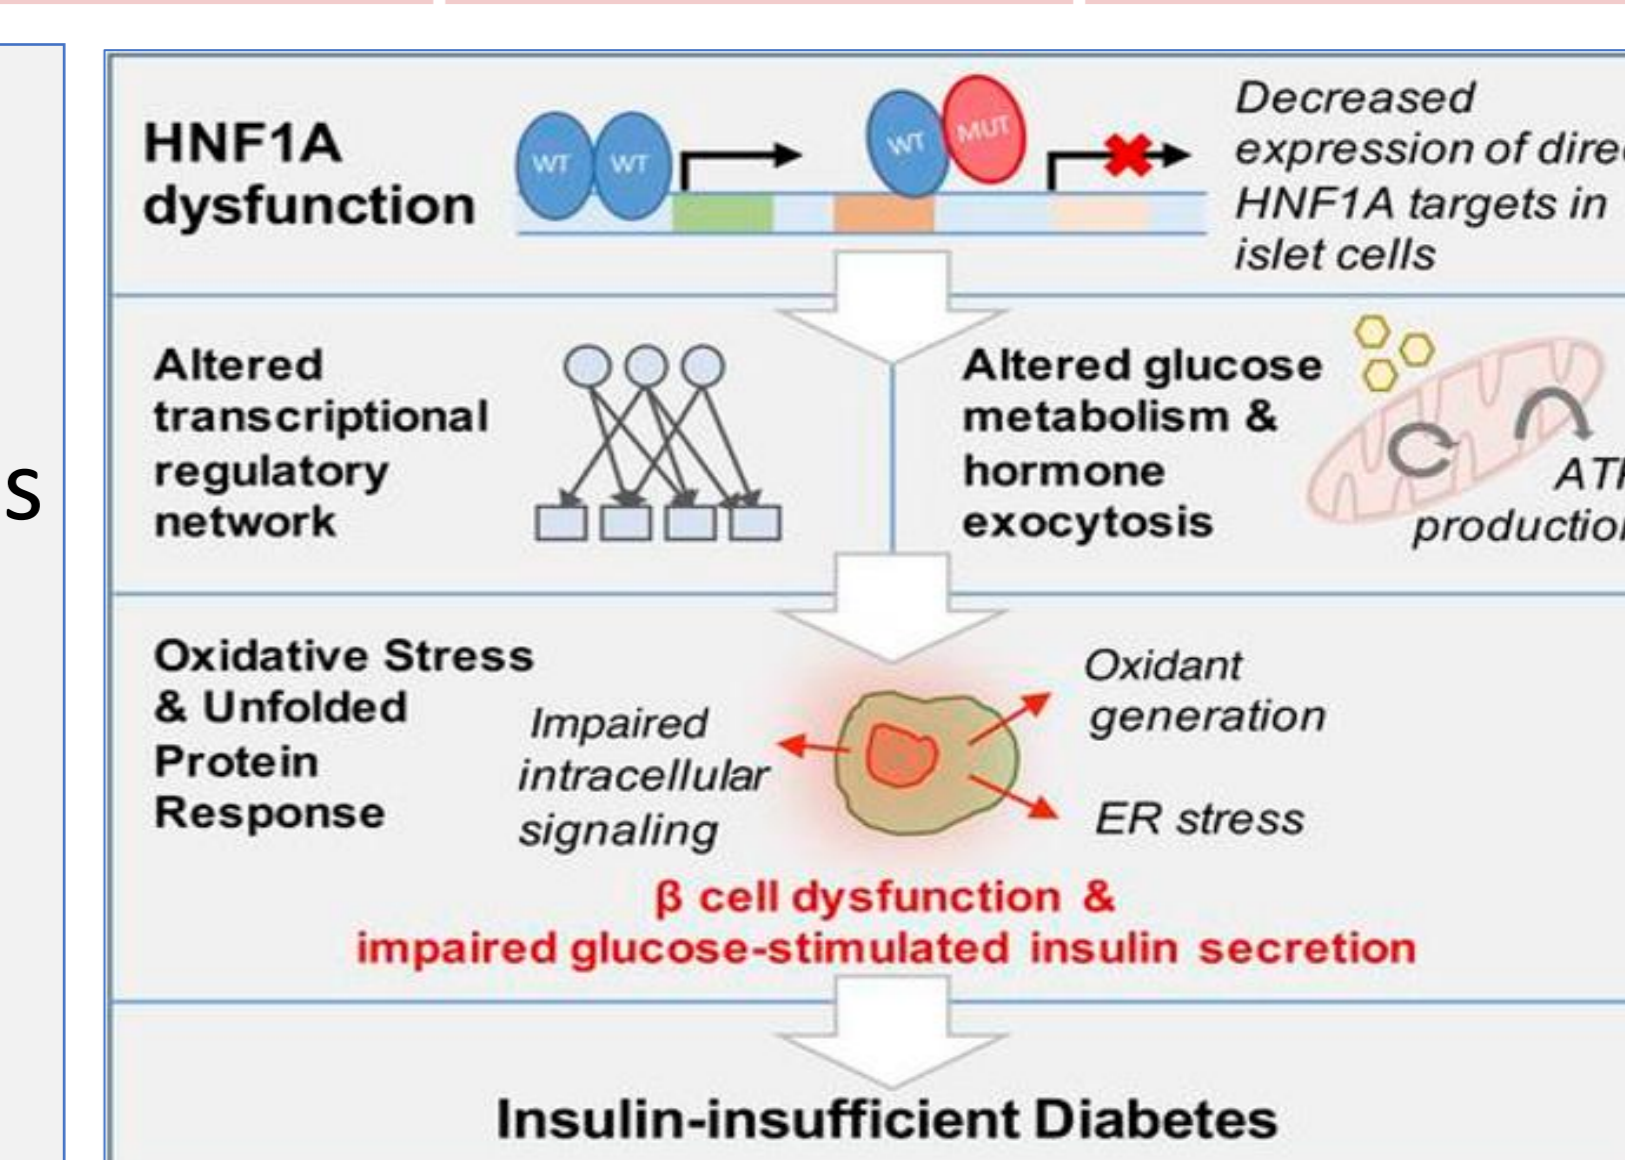 s
HNF1A
dysfunction
WT WT
WT MUT
Decreased
expression of
HNF1A targets in
islet cells
Altered
transcriptional
regulatory
network
Altered glucose
metabolism &
hormone
exocytosis
Oxidative Stress
& Unfolded
Protein
Response
Impaired
intracellular
signaling
Oxidant
generation
ER stress
β cell dysfunction &
impaired glucose-stimulated insulin secretion
Insulin-insufficient Diabetes